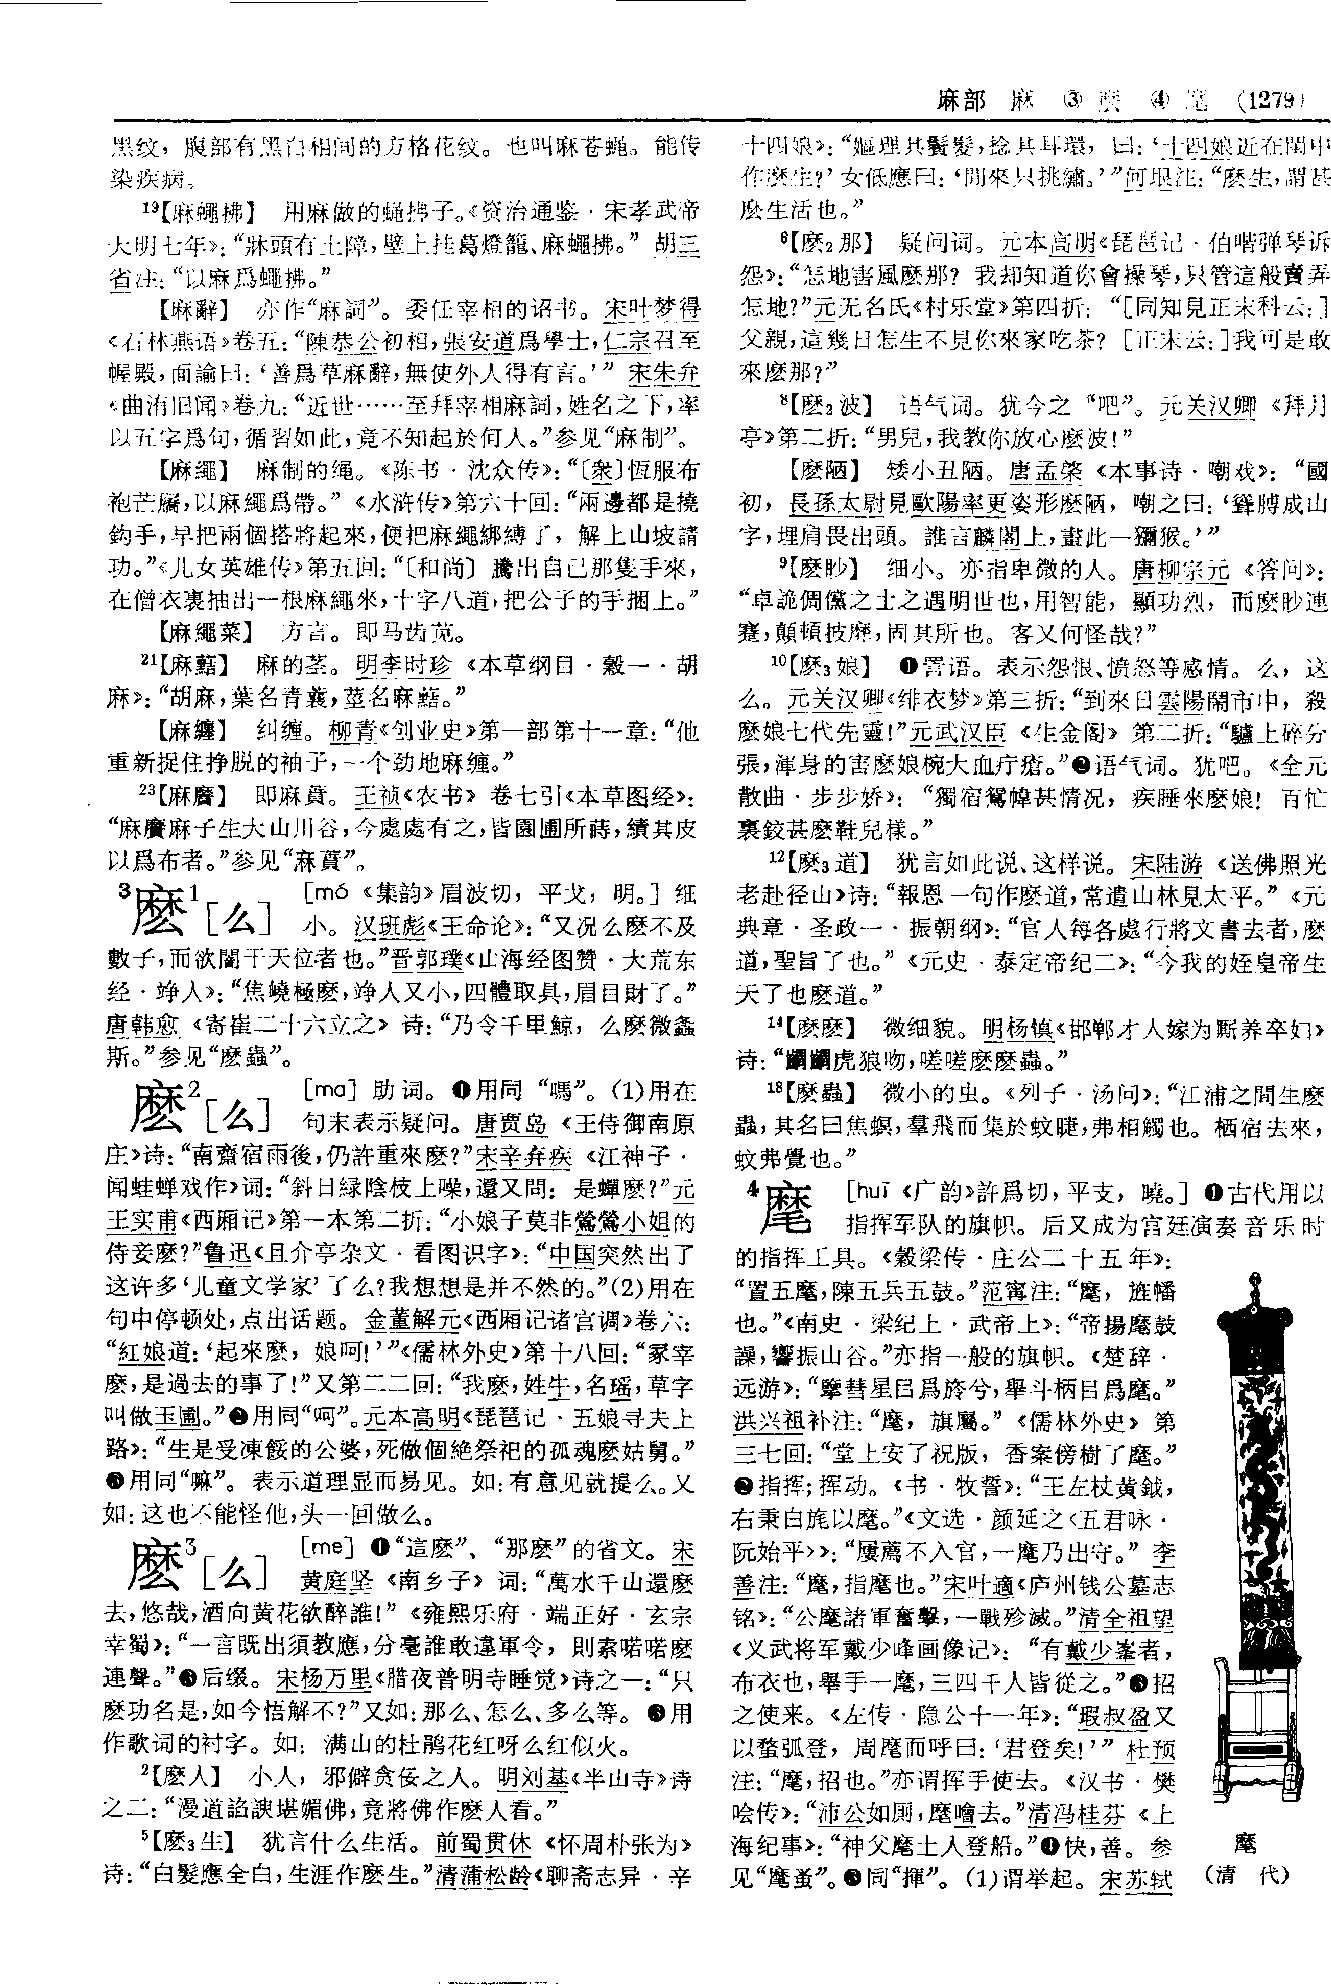 麻部 麻 ③ 麽 ④ 麾 (1279)
黑纹，腹部有黑白相间的方格花纹。也叫麻苍蝇。能传
染疾病。
¹⁹【麻蠅拂】 用麻做的蝇拂子。《资治通鉴·宋孝武帝
大明七年》：“牀頭有土障，壁上挂葛燈籠、麻蠅拂。” 胡三
省注：“以麻爲蠅拂。”
【麻辭】 亦作“麻詞”。委任宰相的诏书。宋叶梦得
《石林燕语》卷五：“陳恭公初相，張安道爲學士，仁宗召至
幄殿，面諭曰：‘善爲草麻辭，無使外人得有言。’” 宋朱弁
《曲洧旧闻》卷九：“近世……至拜宰相麻詞，姓名之下，率
以五字爲句，循習如此，竟不知起於何人。”参见“麻制”。
【麻繩】 麻制的绳。《陈书·沈众传》：“〔衆〕恆服布
袍芒屩，以麻繩爲帶。” 《水浒传》第六十回：“兩邊都是撓
鈎手，早把兩個搭將起來，便把麻繩綁縛了，解上山坡請
功。”《儿女英雄传》第五回：“〔和尚〕騰出自己那隻手來，
在僧衣裏抽出一根麻繩來，十字八道，把公子的手捆上。”
【麻繩菜】 方言。即马齿苋。
²¹【麻𪎭】 麻的茎。明李时珍《本草纲目·穀一·胡
麻》：“胡麻，葉名青蘘，莖名麻𪎭。”
【麻纏】 纠缠。柳青《创业史》第一部第十一章：“他
重新捉住挣脱的袖子，一个劲地麻缠。”
²³【麻黂】 即麻蕡。王祯《农书》卷七引《本草图经》：
“麻黂麻子生太山川谷，今處處有之，皆園圃所蒔，績其皮
以爲布者。”参见“麻蕡”。
3 麽¹［么］ ［mó 《集韵》眉波切，平戈，明。］ 细
小。汉班彪《王命论》：“又况么麽不及
數子，而欲闇干天位者也。”晋郭璞《山海经图赞·大荒东
经·竫人》：“焦嶢極麽，竫人又小，四體取具，眉目財了。”
唐韩愈《寄崔二十六立之》诗：“乃令千里鯨，么麽微螽
斯。”参见“麽蟲”。
麽²［么］ ［ma］ 助词。❶用同“嗎”。(1)用在
句末表示疑问。唐贾岛《王侍御南原
庄》诗：“南齋宿雨後，仍許重來麽？”宋辛弃疾《江神子·
闻蛙蝉戏作》词：“斜日緑陰枝上噪，還又問：是蟬麽？”元
王实甫《西厢记》第一本第二折：“小娘子莫非鶯鶯小姐的
侍妾麽？”鲁迅《且介亭杂文·看图识字》：“中国突然出了
这许多‘儿童文学家’了么？我想想是并不然的。”(2)用在
句中停顿处，点出话题。金董解元《西厢记诸宫调》卷六：
“紅娘道：‘起來麽，娘呵！’”《儒林外史》第十八回：“冢宰
麽，是過去的事了！”又第二二回：“我麽，姓牛，名瑶，草字
叫做玉圃。”❷用同“呵”。元本高明《琵琶记·五娘寻夫上
路》：“生是受凍餒的公婆，死做個絶祭祀的孤魂麽姑舅。”
❸用同“嘛”。表示道理显而易见。如：有意见就提么。又
如：这也不能怪他，头一回做么。
麽³［么］ ［me］ ❶“這麽”、“那麽”的省文。宋
黄庭坚《南乡子》词：“萬水千山還麽
去，悠哉，酒向黄花欲醉誰！” 《雍熙乐府·端正好·玄宗
幸蜀》：“一言既出須教應，分毫誰敢違軍令，則索喏喏麽
連聲。”❷后缀。宋杨万里《腊夜普明寺睡觉》诗之一：“只
麽功名是，如今悟解不？”又如：那么、怎么、多么等。 ❸用
作歌词的衬字。如：满山的杜鹃花红呀么红似火。
²【麽人】 小人，邪僻贪佞之人。明刘基《半山寺》诗
之二：“漫道諂諛堪媚佛，竟將佛作麽人看。”
⁵【麽₃生】 犹言什么生活。前蜀贯休《怀周朴张为》
诗：“白髮應全白，生涯作麽生。”清蒲松龄《聊斋志异·辛
十四娘》：“嫗理其鬢髮，捻其耳環，曰：‘十四娘近在閨中
作麽生？’女低應曰：‘閒來只挑繡。’”何垠注：“麽生，謂甚
麽生活也。”
⁶【麽₂那】 疑问词。元本高明《琵琶记·伯喈弹琴诉
怨》：“怎地害風麽那？我却知道你會操琴，只管這般賣弄
怎地？”元无名氏《村乐堂》第四折：“［同知見正末科云：］
父親，這幾日怎生不見你來家吃茶？［正末云：］我可是敢
來麽那？”
⁸【麽₂波】 语气词。犹今之“吧”。元关汉卿《拜月
亭》第二折：“男兒，我教你放心麽波！”
【麽陋】 矮小丑陋。唐孟棨《本事诗·嘲戏》：“國
初，長孫太尉見歐陽率更姿形麽陋，嘲之曰：‘聳膊成山
字，埋肩畏出頭。誰言麟閣上，畫此一獼猴。’”
⁹【麽眇】 细小。亦指卑微的人。唐柳宗元《答问》：
“卓詭倜儻之士之遇明世也，用智能，顯功烈，而麽眇連
蹇，顛頓披靡，固其所也。客又何怪哉？”
¹⁰【麽₃娘】 ❶詈语。表示怨恨、愤怒等感情。么，这
么。元关汉卿《绯衣梦》第三折：“到來日雲陽鬧市中，殺
麽娘七代先靈！”元武汉臣《生金阁》第二折：“驢上碎分
張，渾身的害麽娘椀大血疔瘡。”❷语气词。犹吧。《全元
散曲·步步娇》：“獨宿鴛幃甚情况，疾睡來麽娘！百忙
裏鉸甚麽鞋兒樣。”
¹²【麽₃道】 犹言如此说、这样说。宋陆游《送佛照光
老赴径山》诗：“報恩一句作麽道，常遣山林見太平。” 《元
典章·圣政一·振朝纲》：“官人每各處行將文書去者，麽
道，聖旨了也。” 《元史·泰定帝纪二》：“今我的姪皇帝生
天了也麽道。”
¹⁴【麽麽】 微细貌。明杨慎《邯郸才人嫁为厮养卒妇》
诗：“闞闞虎狼吻，嗟嗟麽麽蟲。”
¹⁸【麽蟲】 微小的虫。《列子·汤问》：“江浦之間生麽
蟲，其名曰焦螟，羣飛而集於蚊睫，弗相觸也。栖宿去來，
蚊弗覺也。”
4 麾 ［huī 《广韵》許爲切，平支，曉。］ ❶古代用以
指挥军队的旗帜。后又成为宫廷演奏音乐时
的指挥工具。《穀梁传·庄公二十五年》：
“置五麾，陳五兵五鼓。”范寗注：“麾，旌幡
也。”《南史·梁纪上·武帝上》：“帝揚麾鼓
譟，響振山谷。”亦指一般的旗帜。《楚辞·
远游》：“擥彗星㠯爲旍兮，舉斗柄㠯爲麾。”
洪兴祖补注：“麾，旗屬。” 《儒林外史》第
三七回：“堂上安了祝版，香案傍樹了麾。”
❷指挥；挥动。《书·牧誓》：“王左杖黄鉞，
右秉白旄以麾。”《文选·颜延之〈五君咏·
阮始平〉》：“屢薦不入官，一麾乃出守。” 李
善注：“麾，指麾也。”宋叶適《庐州钱公墓志
铭》：“公麾諸軍奮擊，一戰殄滅。”清全祖望
《义武将军戴少峰画像记》：“有戴少峯者，
布衣也，舉手一麾，三四千人皆從之。”❸招
之使来。《左传·隐公十一年》：“瑕叔盈又
以蝥弧登，周麾而呼曰：‘君登矣！’” 杜预
注：“麾，招也。”亦谓挥手使去。《汉书·樊
哙传》：“沛公如厠，麾噲去。”清冯桂芬《上
海纪事》：“神父麾士人登船。”❹快，善。参
见“麾蚤”。❺同“揮”。(1)谓举起。宋苏轼
麾
(清 代)